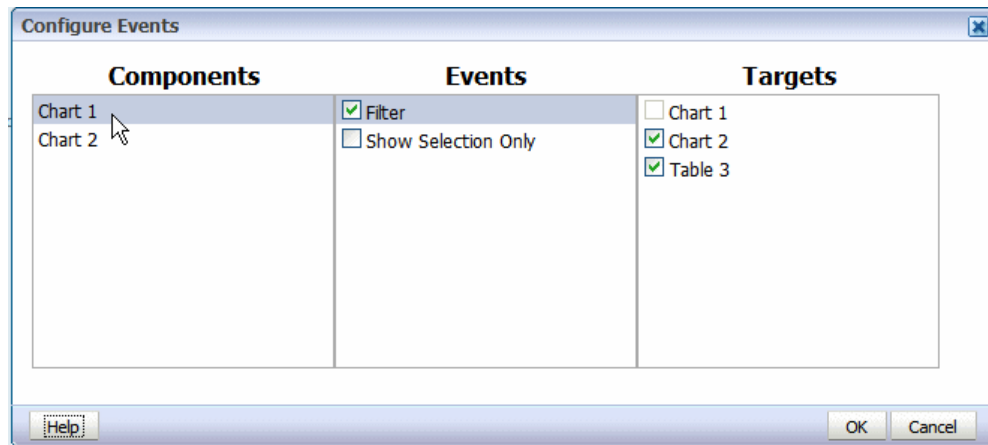 Configure Events
Components
Events
Targets
Chart 1
Chart 2
Filter
Show Selection Only
Chart 1
Chart 2
Table 3
Help
OK
Cancel